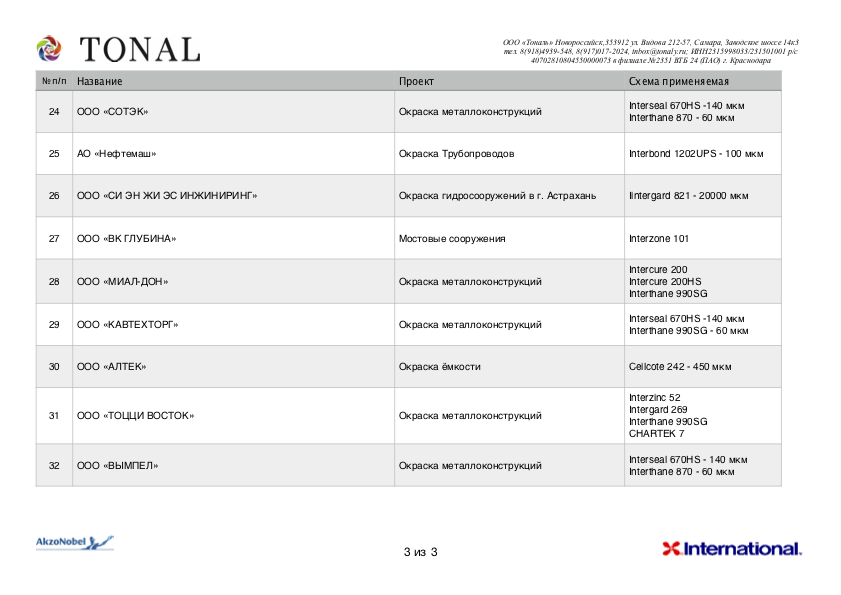 TONAL
ООО «Тональ» Новороссийск,353912 ул. Видова 212-57, Самара, Заводское шоссе 14к3
тел. 8(918)4939-548, 8(917)017-2024, inbox@tonaly.ru; ИНН2315998033/231501001 р/с
40702810804550000073 в филиале №2351 ВТБ 24 (ПАО) г. Краснодара
№ п/п Название Проект Схема применяемая
24 ООО «СОТЭК» Окраска металлоконструкций Interseal 670HS -140 мкм
Interthane 870 - 60 мкм
25 АО «Нефтемаш» Окраска Трубопроводов Interbond 1202UPS - 100 мкм
26 ООО «СИ ЭН ЖИ ЭС ИНЖИНИРИНГ» Окраска гидросооружений в г. Астрахань Iintergard 821 - 20000 мкм
27 ООО «ВК ГЛУБИНА» Мостовые сооружения Interzone 101
28 ООО «МИАЛ-ДОН» Окраска металлоконструкций Intercure 200
Intercure 200HS
Interthane 990SG
29 ООО «КАВТЕХТОРГ» Окраска металлоконструкций Interseal 670HS -140 мкм
Interthane 990SG - 60 мкм
30 ООО «АЛТЕК» Окраска ёмкости Ceilcote 242 - 450 мкм
31 ООО «ТОЦЦИ ВОСТОК» Окраска металлоконструкций Interzinc 52
Intergard 269
Interthane 990SG
CHARTEK 7
32 ООО «ВЫМПЕЛ» Окраска металлоконструкций Interseal 670HS - 140 мкм
Interthane 870 - 60 мкм
AkzoNobel
3 из 3
International.